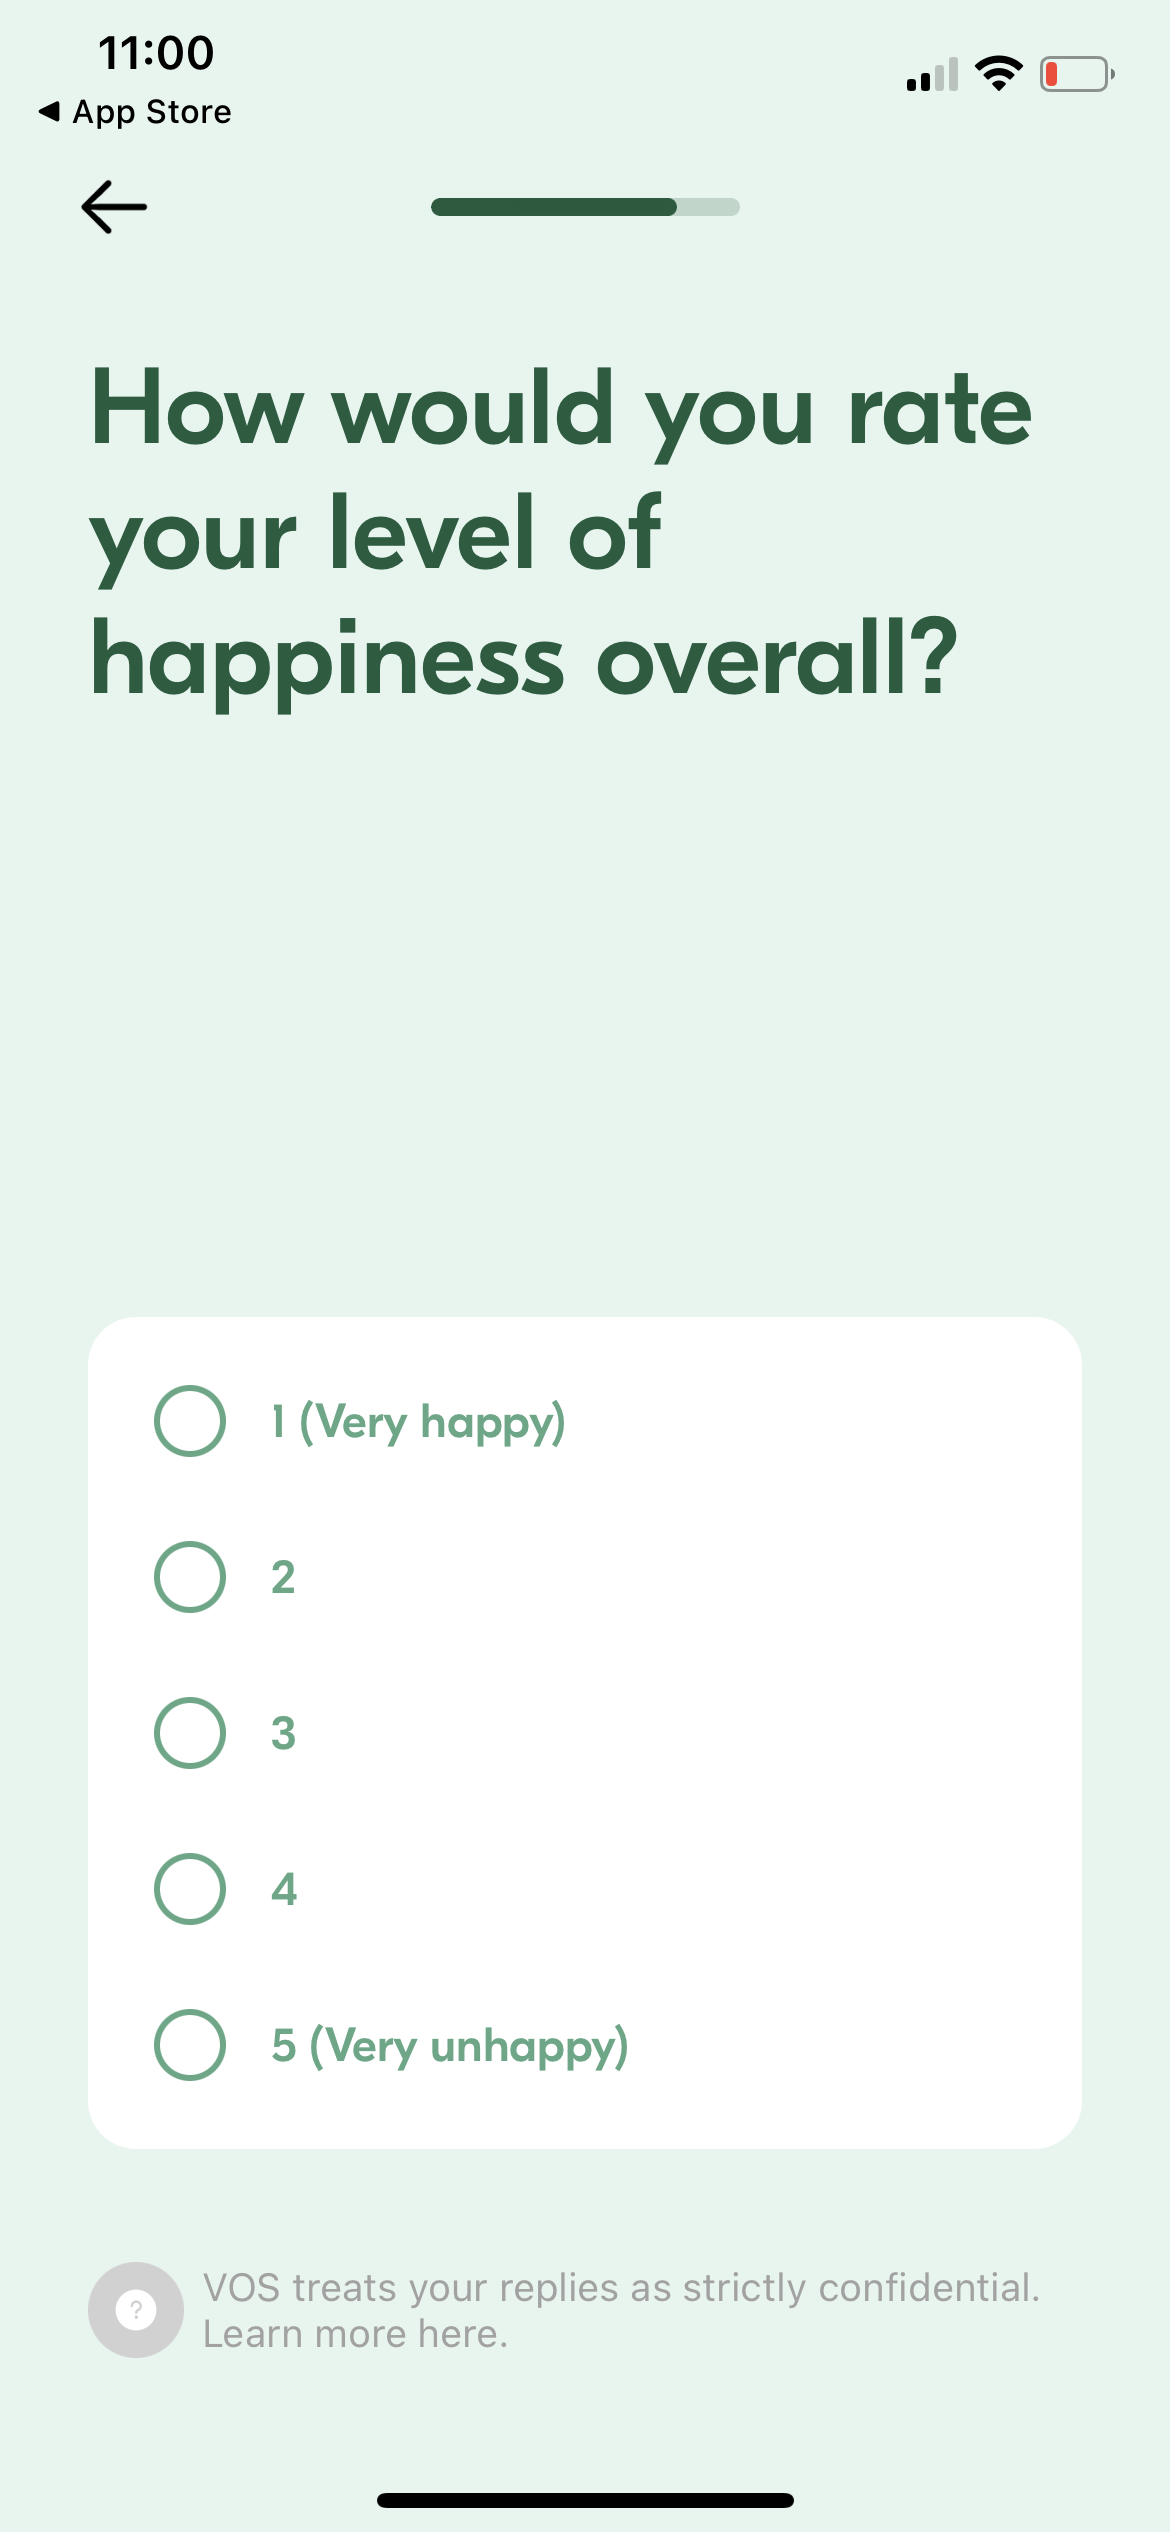 11:00
App Store
How would you rate
your level of
happiness overall?
1 (Very happy)
2
3
4
5 (Very unhappy)
?
VOS treats your replies as strictly confidential.
Learn more here.